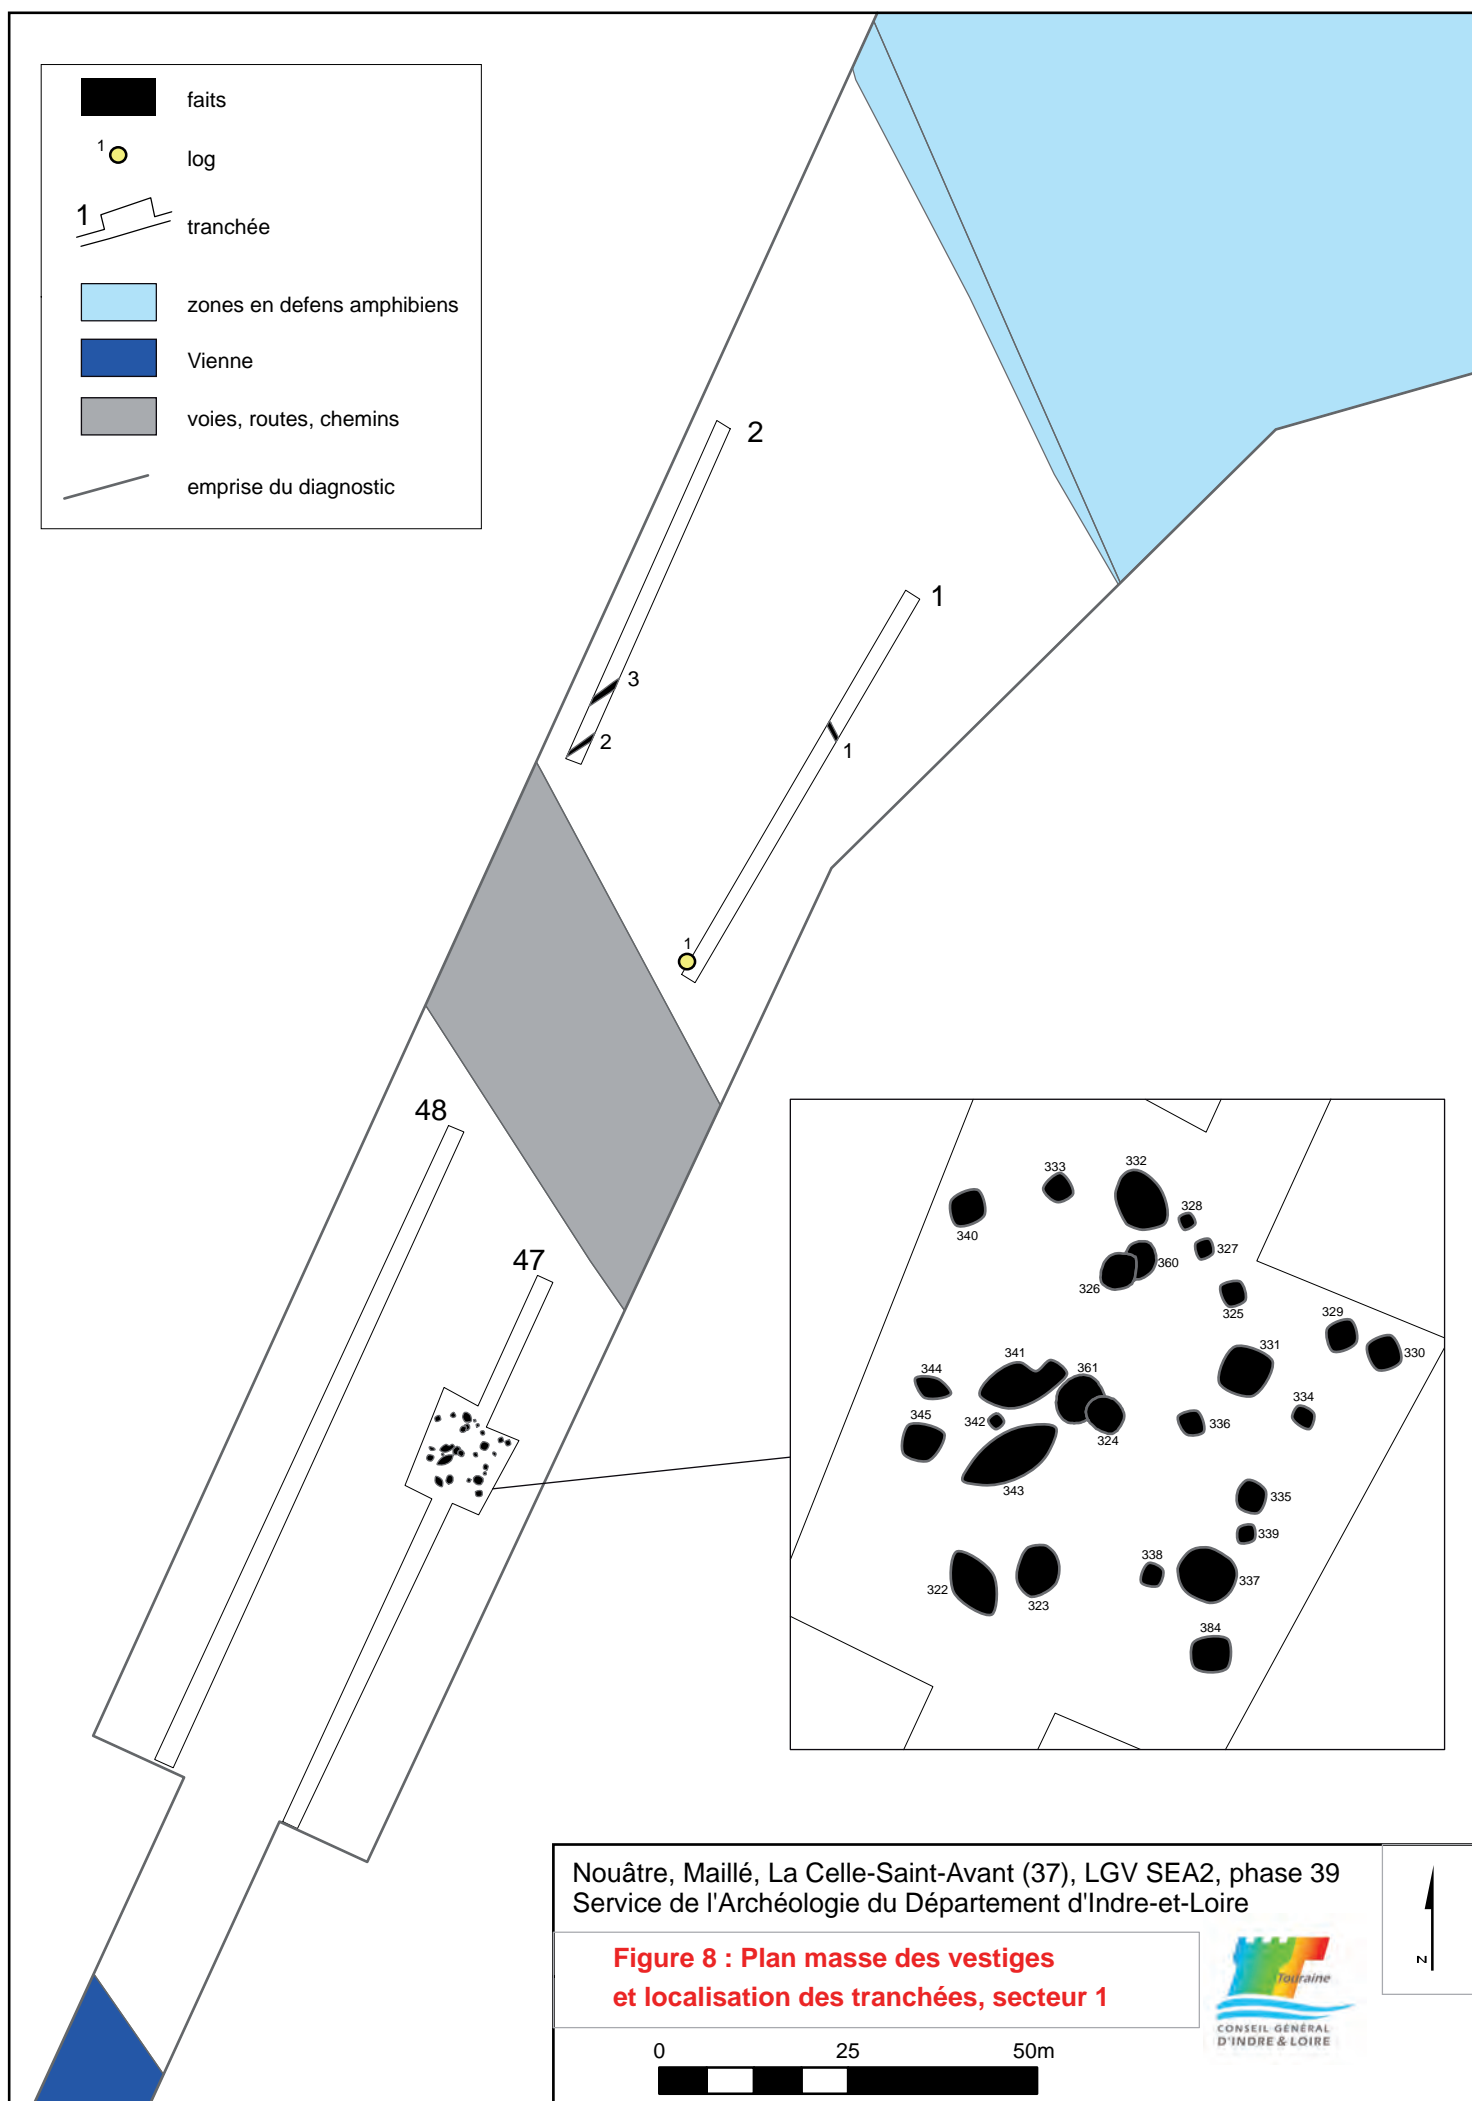 faits
1
log
1
tranchée
zones en defens amphibiens
Vienne
voies, routes, chemins
emprise du diagnostic
2
1
3
2
1
1
48
47
333
332
328
340
327
360
326
325
329
330
331
341
361
344
334
342
336
345
324
343
335
339
338
337
322
323
384
Nouâtre, Maillé, La Celle-Saint-Avant (37), LGV SEA2, phase 39
Service de l'Archéologie du Département d'Indre-et-Loire
Figure 8 : Plan masse des vestiges
et localisation des tranchées, secteur 1
Touraine
CONSEIL GÉNÉRAL
D'INDRE & LOIRE
N
0 25 50m